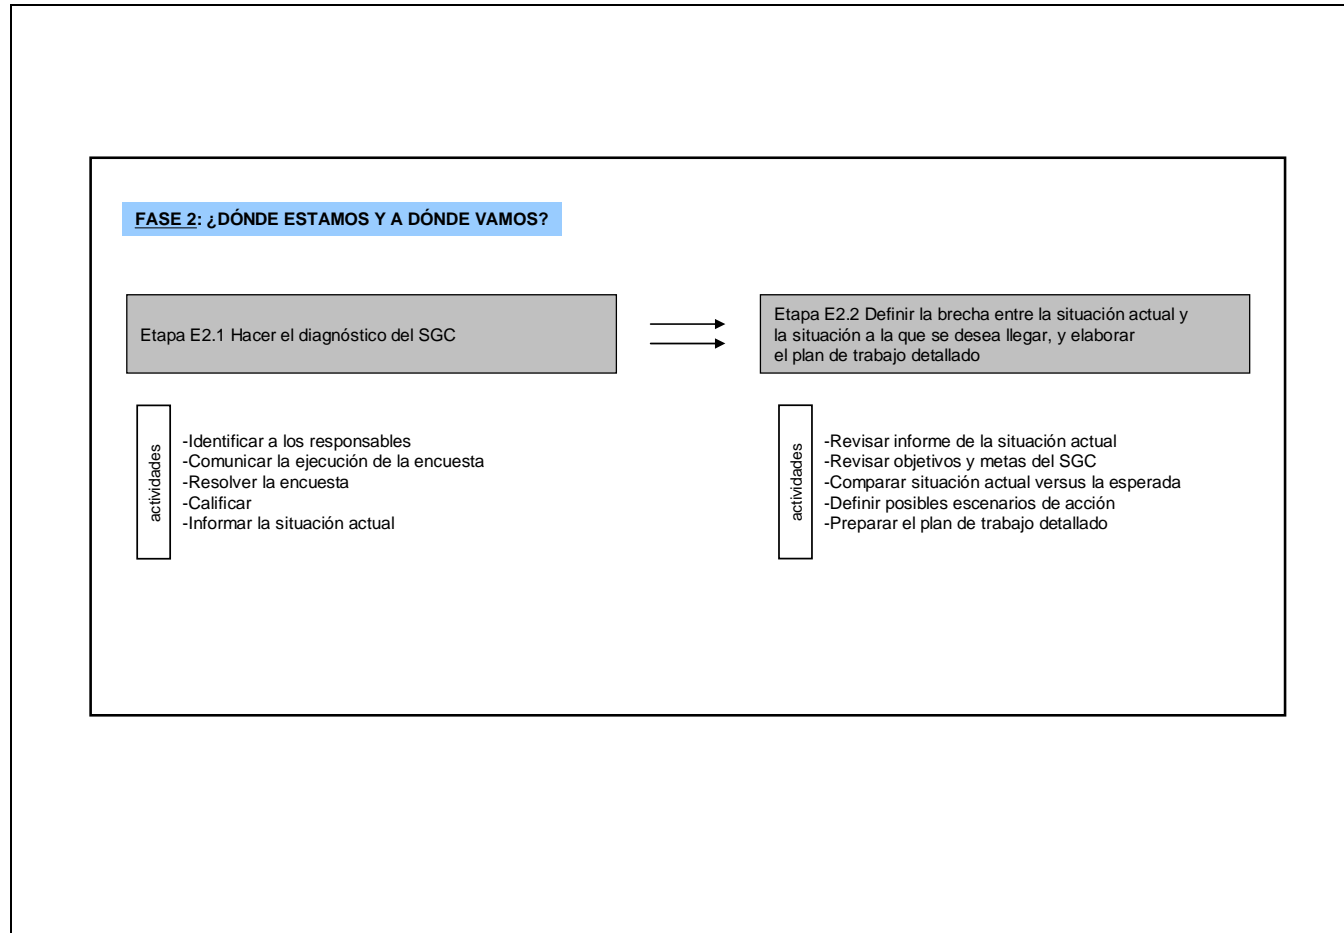 FASE 2: ¿DÓNDE ESTAMOS Y A DÓNDE VAMOS?
Etapa E2.1 Hacer el diagnóstico del SGC
Etapa E2.2 Definir la brecha entre la situación actual y
la situación a la que se desea llegar, y elaborar
el plan de trabajo detallado
actividades
-Identificar a los responsables
-Comunicar la ejecución de la encuesta
-Resolver la encuesta
-Calificar
-Informar la situación actual
actividades
-Revisar informe de la situación actual
-Revisar objetivos y metas del SGC
-Comparar situación actual versus la esperada
-Definir posibles escenarios de acción
-Preparar el plan de trabajo detallado